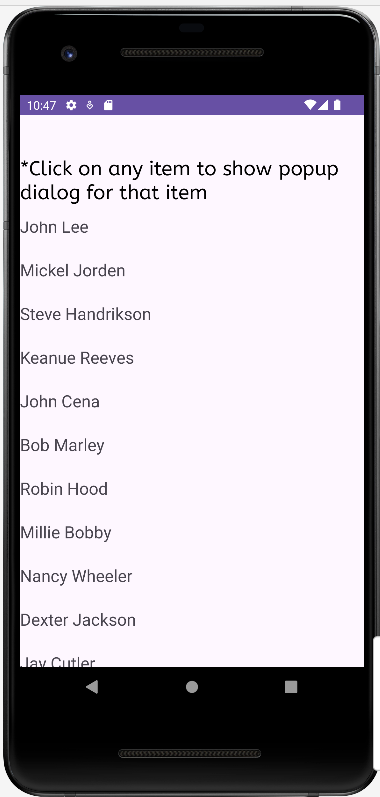 10:47
*Click on any item to show popup
dialog for that item
John Lee
Mickel Jorden
Steve Handrikson
Keanue Reeves
John Cena
Bob Marley
Robin Hood
Millie Bobby
Nancy Wheeler
Dexter Jackson
Jay Cutler